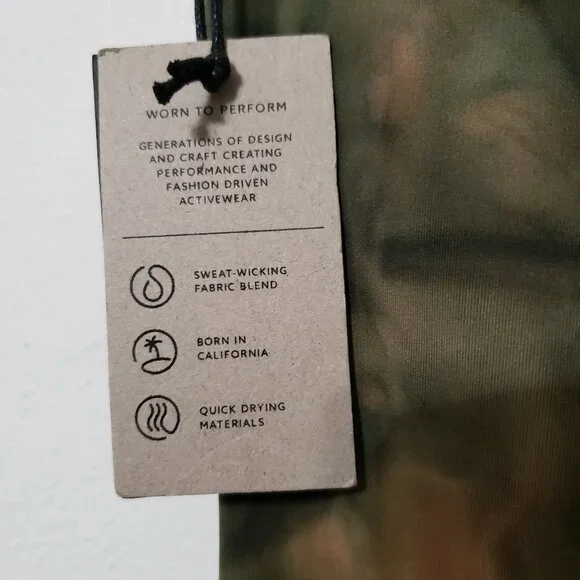 WORN TO PERFORM
GENERATIONS OF DESIGN
AND CRAFT CREATING
PERFORMANCE AND
FASHION DRIVEN
ACTIVEWEAR
SWEAT-WICKING
FABRIC BLEND
BORN IN
CALIFORNIA
QUICK DRYING
MATERIALS